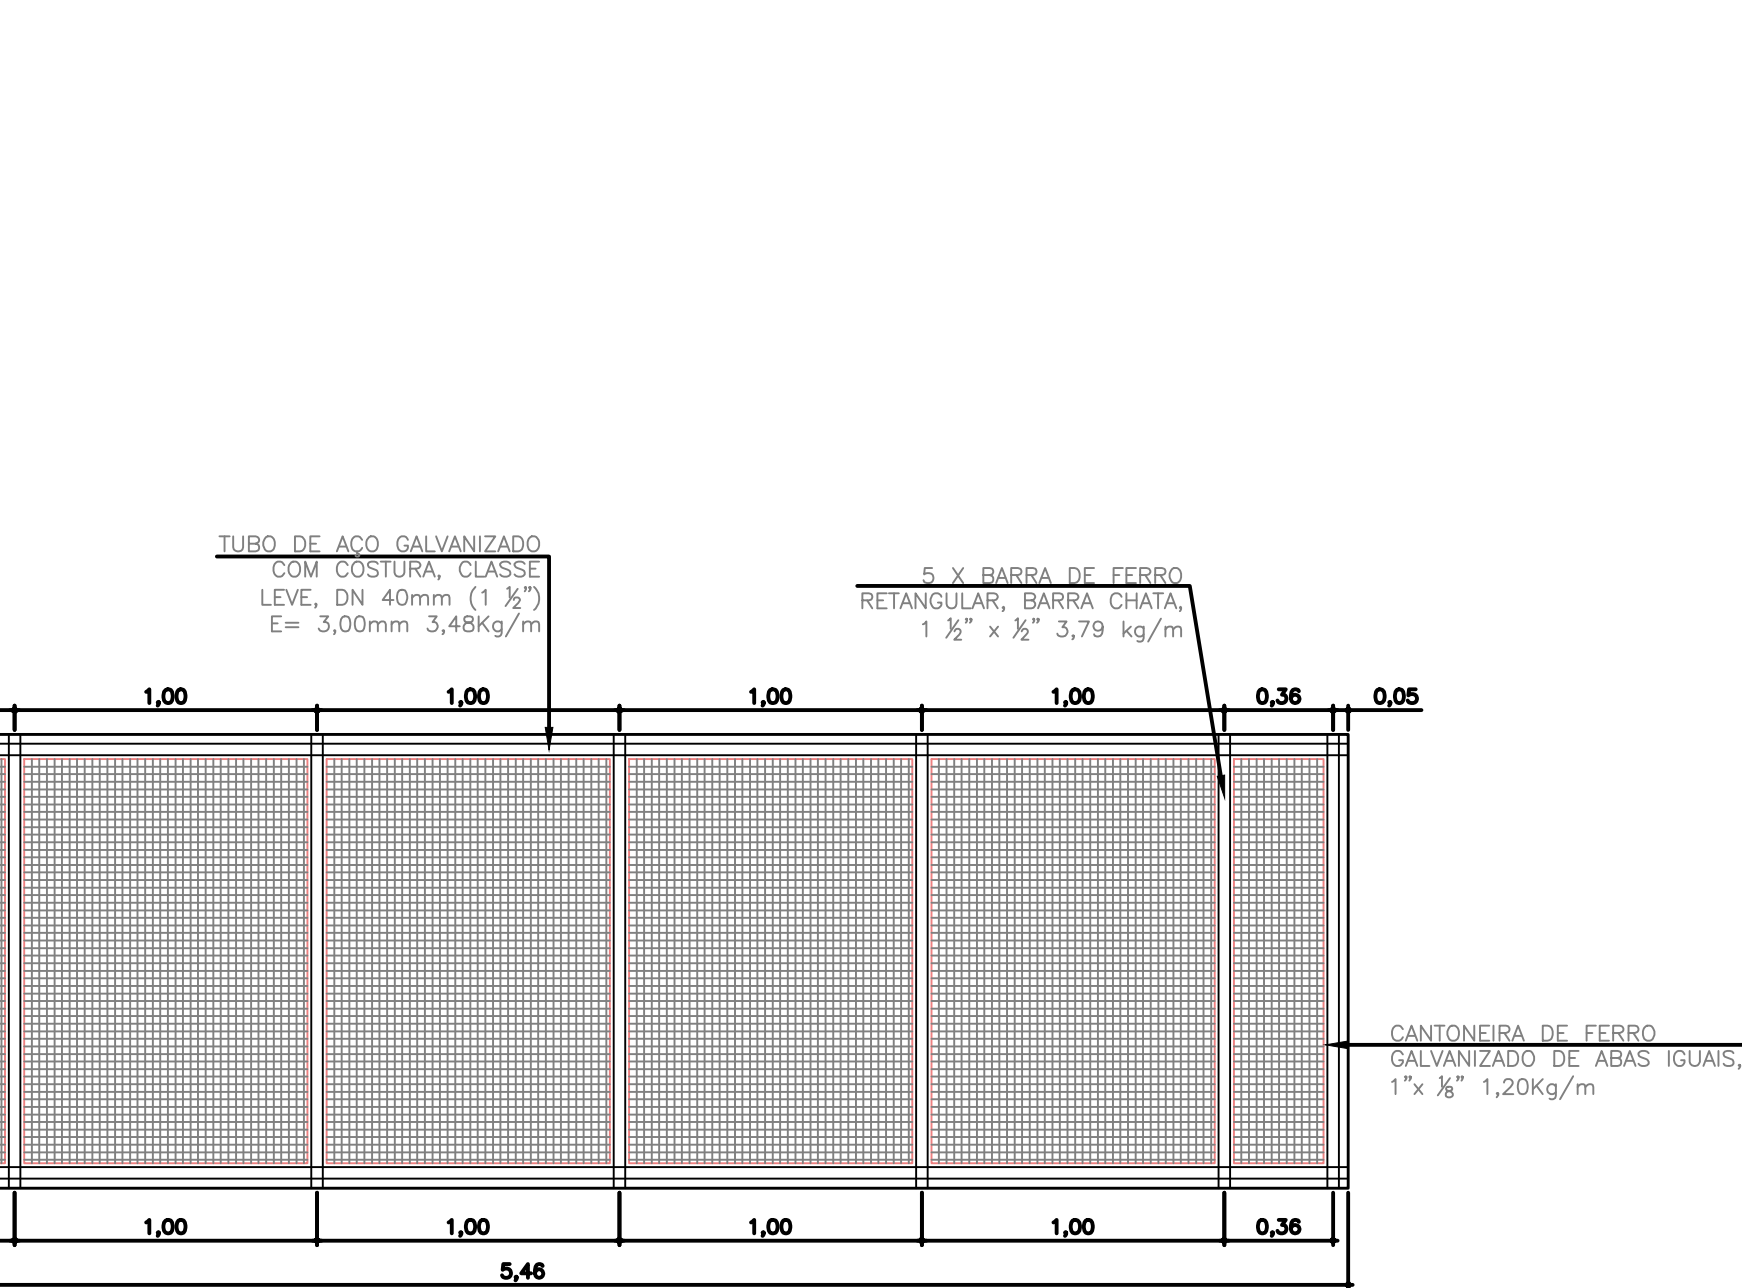 TUBO DE AÇO GALVANIZADO
COM COSTURA, CLASSE
LEVE, DN 40mm (1 ½”)
E= 3,00mm 3,48Kg/m
5 X BARRA DE FERRO
RETANGULAR, BARRA CHATA,
1 ½” x ½” 3,79 kg/m
1,00 1,00 1,00 1,00 0,36 0,05
CANTONEIRA DE FERRO
GALVANIZADO DE ABAS IGUAIS,
1”x ⅛” 1,20Kg/m
1,00 1,00 1,00 1,00 0,36
5,46